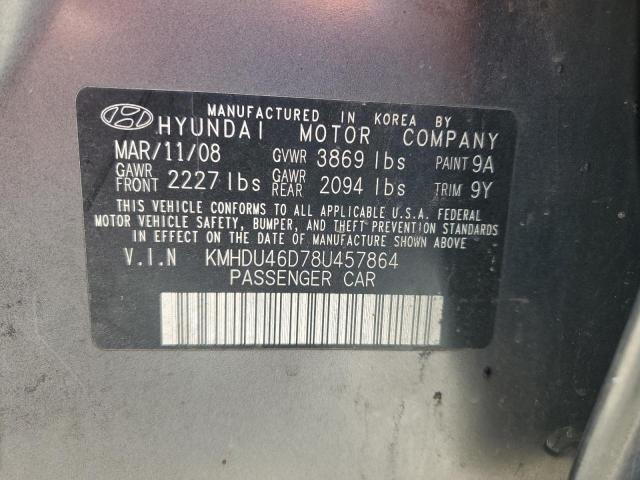 MANUFACTURED IN KOREA BY
HYUNDAI MOTOR COMPANY
MAR/11/08 GVWR 3869 lbs PAINT 9A
GAWR FRONT 2227 lbs GAWR REAR 2094 lbs TRIM 9Y
THIS VEHICLE CONFORMS TO ALL APPLICABLE U.S.A. FEDERAL
MOTOR VEHICLE SAFETY, BUMPER, AND THEFT PREVENTION STANDARDS
IN EFFECT ON THE DATE OF MANUFACTURE SHOWN ABOVE
V.I.N KMHDU46D78U457864
PASSENGER CAR